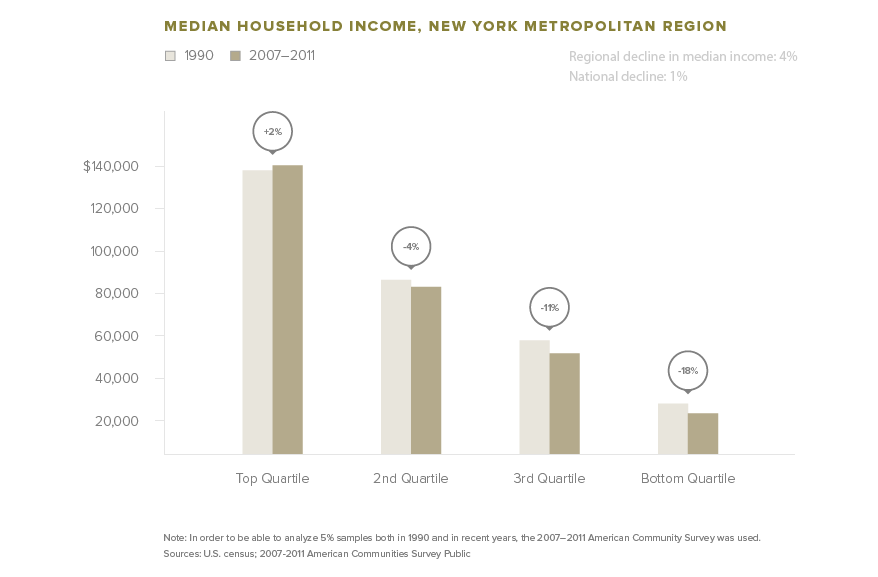 MEDIAN HOUSEHOLD INCOME, NEW YORK METROPOLITAN REGION
1990 2007–2011
Regional decline in median income: 4%
National decline: 1%
+2%
$140,000
120,000
-4%
100,000
80,000
-11%
60,000
-18%
40,000
20,000
Top Quartile 2nd Quartile 3rd Quartile Bottom Quartile
Note: In order to be able to analyze 5% samples both in 1990 and in recent years, the 2007–2011 American Community Survey was used.
Sources: U.S. census; 2007-2011 American Communities Survey Public